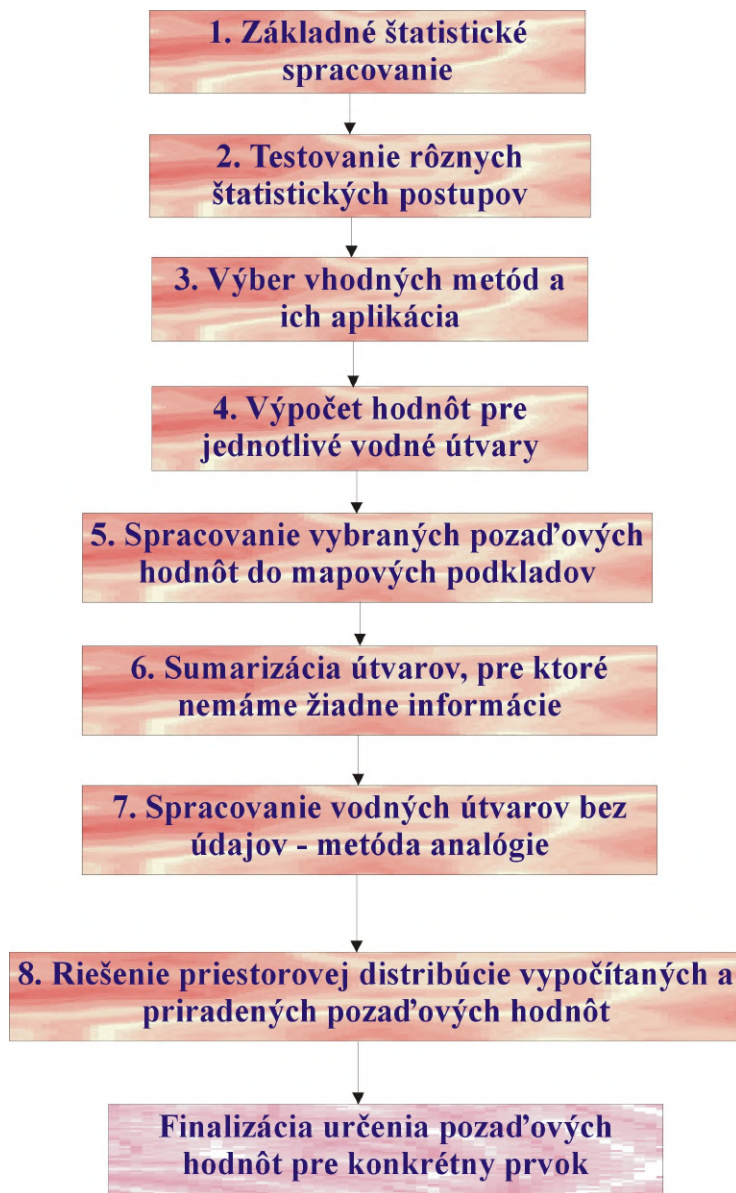 1. Základné štatistické
spracovanie
2. Testovanie rôznych
štatistických postupov
3. Výber vhodných metód a
ich aplikácia
4. Výpočet hodnôt pre
jednotlivé vodné útvary
5. Spracovanie vybraných pozaďových
hodnôt do mapových podkladov
6. Sumarizácia útvarov, pre ktoré
nemáme žiadne informácie
7. Spracovanie vodných útvarov bez
údajov - metóda analógie
8. Riešenie priestorovej distribúcie vypočítaných a
priradených pozaďových hodnôt
Finalizácia určenia pozaďových
hodnôt pre konkrétny prvok